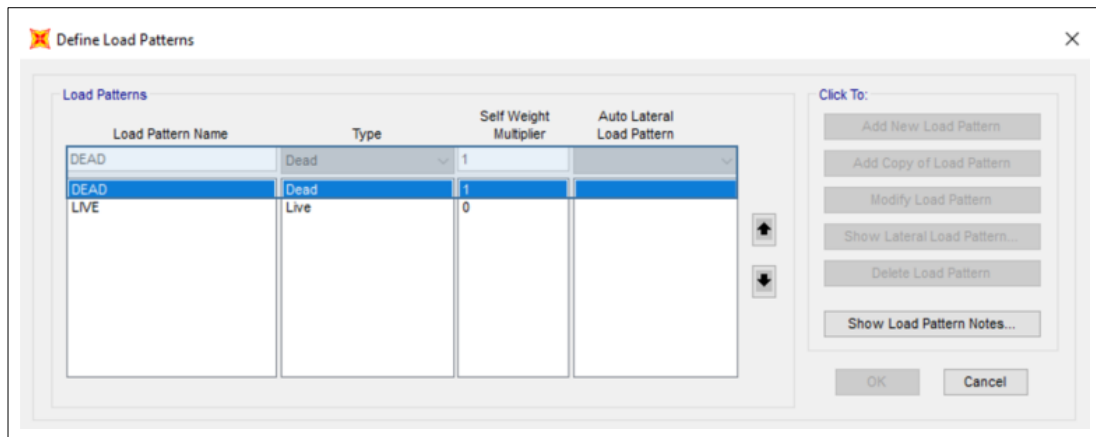 Define Load Patterns
Load Patterns
Click To:
Load Pattern Name Type Self Weight Multiplier Auto Lateral Load Pattern
DEAD Dead 1
DEAD Dead 1
LIVE Live 0
Add New Load Pattern
Add Copy of Load Pattern
Modify Load Pattern
Show Lateral Load Pattern...
Delete Load Pattern
Show Load Pattern Notes...
OK Cancel